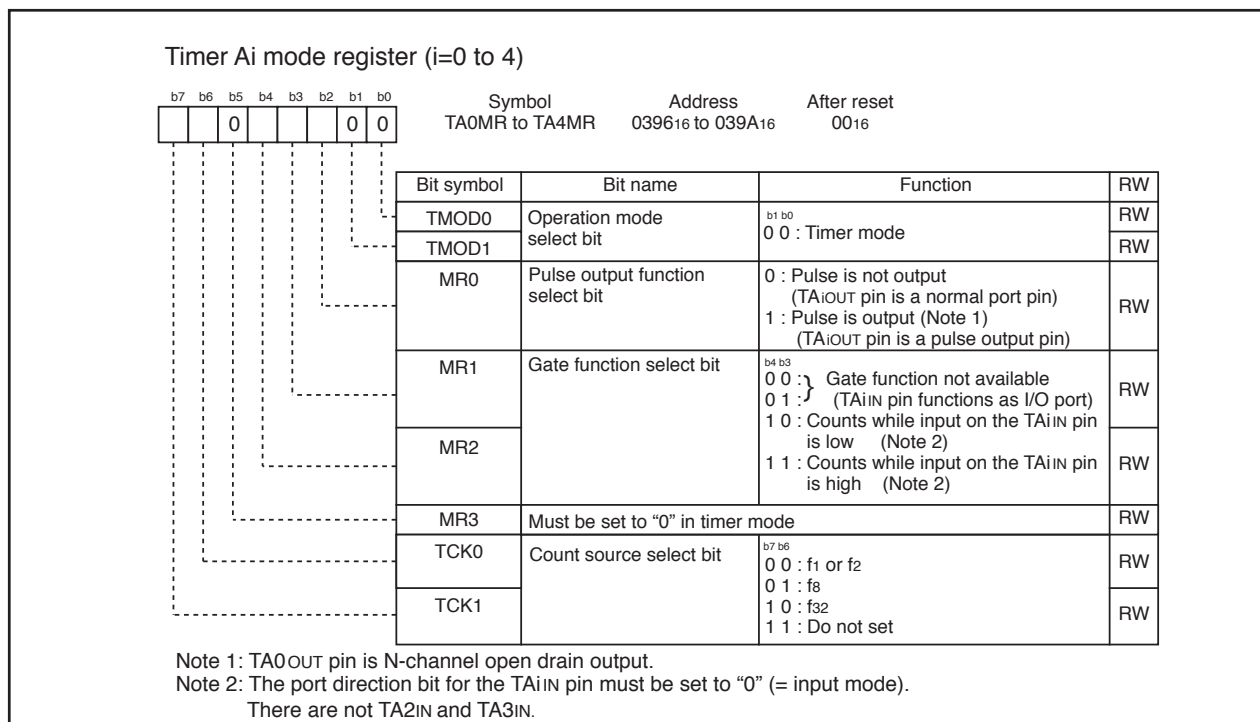 Timer Ai mode register (i=0 to 4)
b7 b6 b5 b4 b3 b2 b1 b0
0 0 0
Symbol Address After reset
TA0MR to TA4MR 039616 to 039A16 0016
Bit symbol Bit name Function RW
TMOD0 Operation mode select bit b1 b0 RW
0 0 : Timer mode
TMOD1 RW
MR0 Pulse output function select bit 0 : Pulse is not output RW
(TAiOUT pin is a normal port pin)
1 : Pulse is output (Note 1)
(TAiOUT pin is a pulse output pin)
MR1 Gate function select bit b4 b3 RW
0 0 : } Gate function not available
0 1 : (TAiIN pin functions as I/O port)
1 0 : Counts while input on the TAiIN pin
is low (Note 2)
MR2 RW
1 1 : Counts while input on the TAiIN pin
is high (Note 2)
MR3 Must be set to “0” in timer mode RW
TCK0 Count source select bit b7 b6 RW
0 0 : f1 or f2
0 1 : f8
TCK1 1 0 : f32 RW
1 1 : Do not set
Note 1: TA0OUT pin is N-channel open drain output.
Note 2: The port direction bit for the TAiIN pin must be set to “0” (= input mode).
There are not TA2IN and TA3IN.